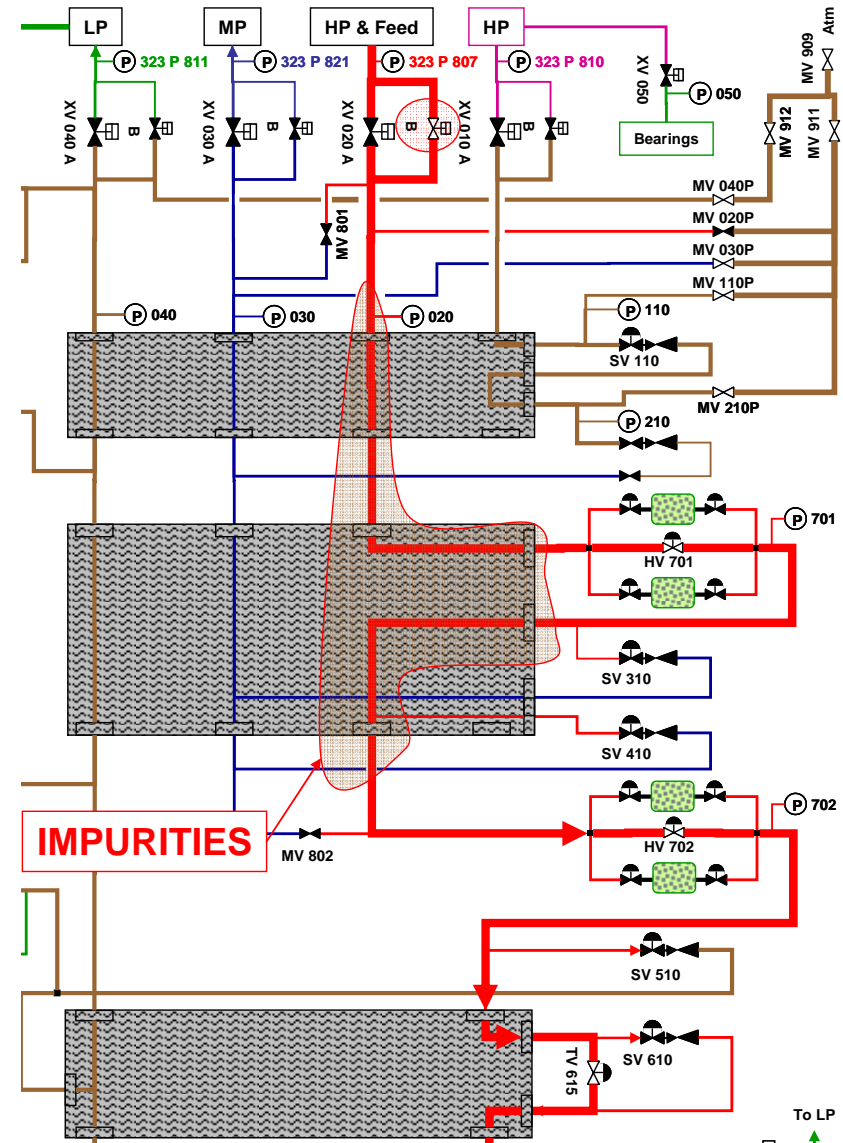 LP
MP
HP & Feed
HP
323 P 811
323 P 821
323 P 807
323 P 810
P
P
P
P
XV 040 A
B
XV 030 A
B
XV 020 A
B
XV 010 A
B
XV 050
P 050
Bearings
MV 909
Atm
MV 912
MV 911
MV 801
MV 040P
MV 020P
MV 030P
MV 110P
P 040
P 030
P 020
P 110
SV 110
MV 210P
P 210
P 701
HV 701
SV 310
SV 410
IMPURITIES
MV 802
P 702
HV 702
SV 510
TV 615
SV 610
To LP